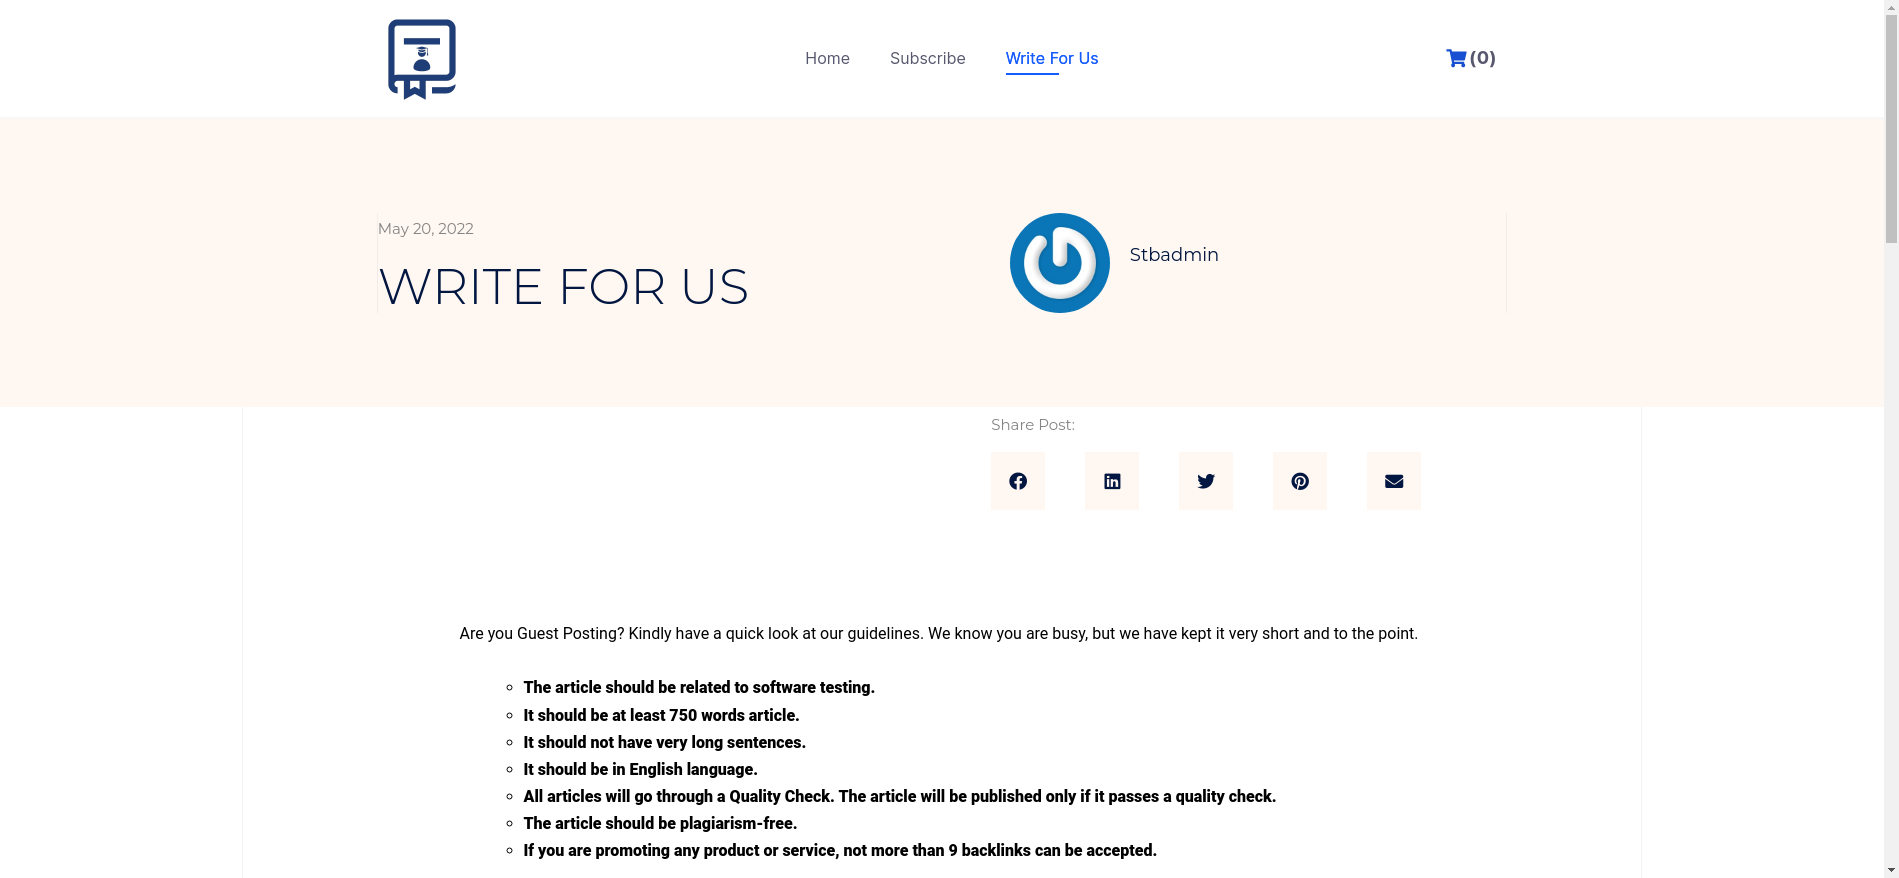 Home Subscribe Write For Us (0)
May 20, 2022
WRITE FOR US
Stbadmin
Share Post:
Are you Guest Posting? Kindly have a quick look at our guidelines. We know you are busy, but we have kept it very short and to the point.
The article should be related to software testing.
It should be at least 750 words article.
It should not have very long sentences.
It should be in English language.
All articles will go through a Quality Check. The article will be published only if it passes a quality check.
The article should be plagiarism-free.
If you are promoting any product or service, not more than 9 backlinks can be accepted.